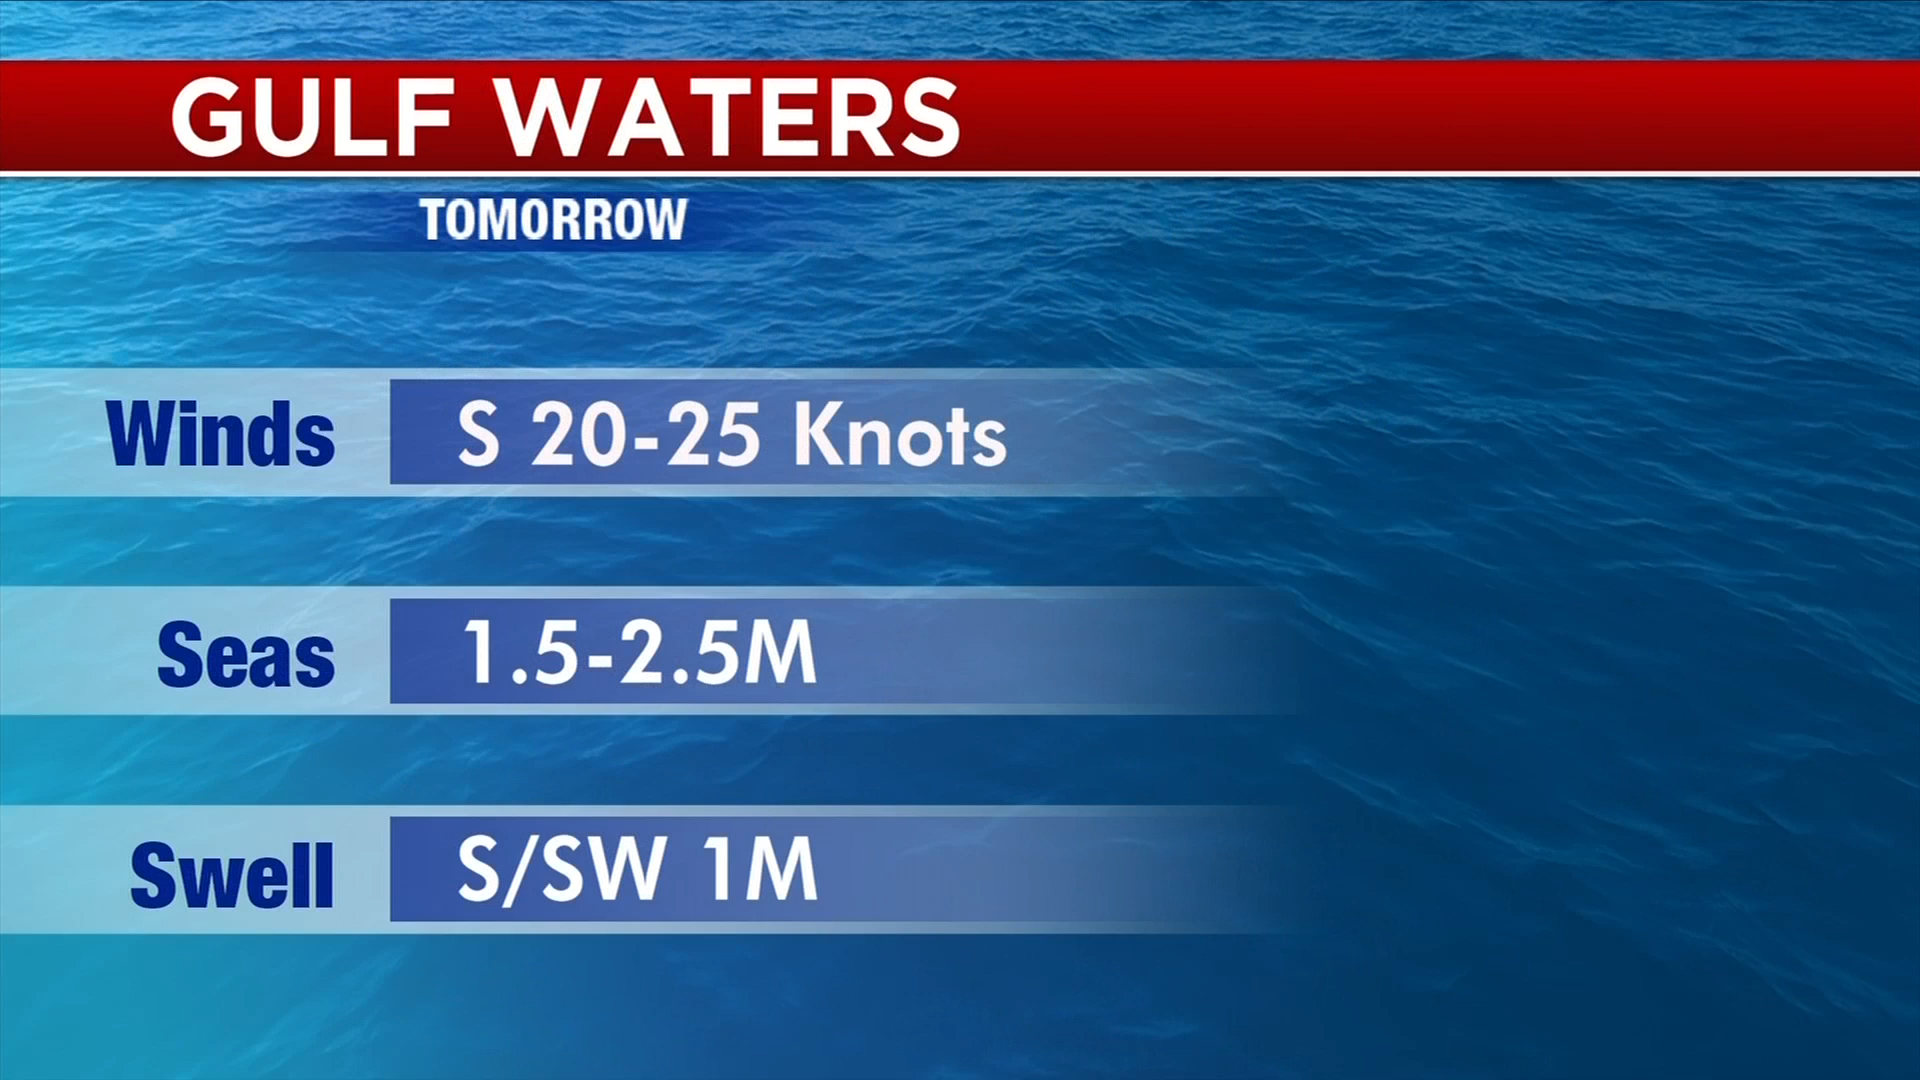 GULF WATERS
TOMORROW
Winds S 20-25 Knots
Seas 1.5-2.5M
Swell S/SW 1M